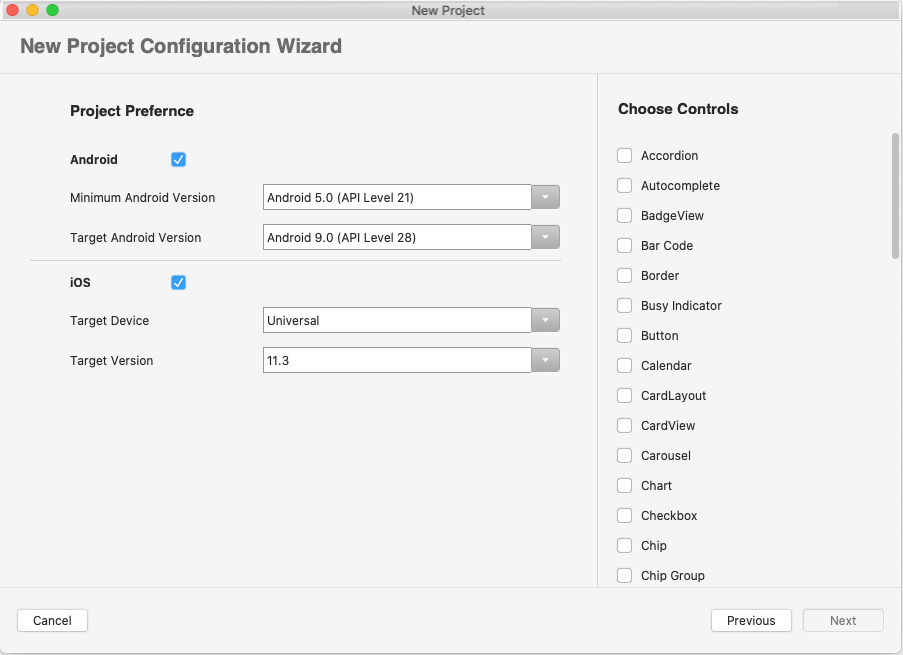 New Project
New Project Configuration Wizard
Project Prefernce
Android
Minimum Android Version
Android 5.0 (API Level 21)
Target Android Version
Android 9.0 (API Level 28)
iOS
Target Device
Universal
Target Version
11.3
Choose Controls
Accordion
Autocomplete
BadgeView
Bar Code
Border
Busy Indicator
Button
Calendar
CardLayout
CardView
Carousel
Chart
Checkbox
Chip
Chip Group
Cancel
Previous
Next